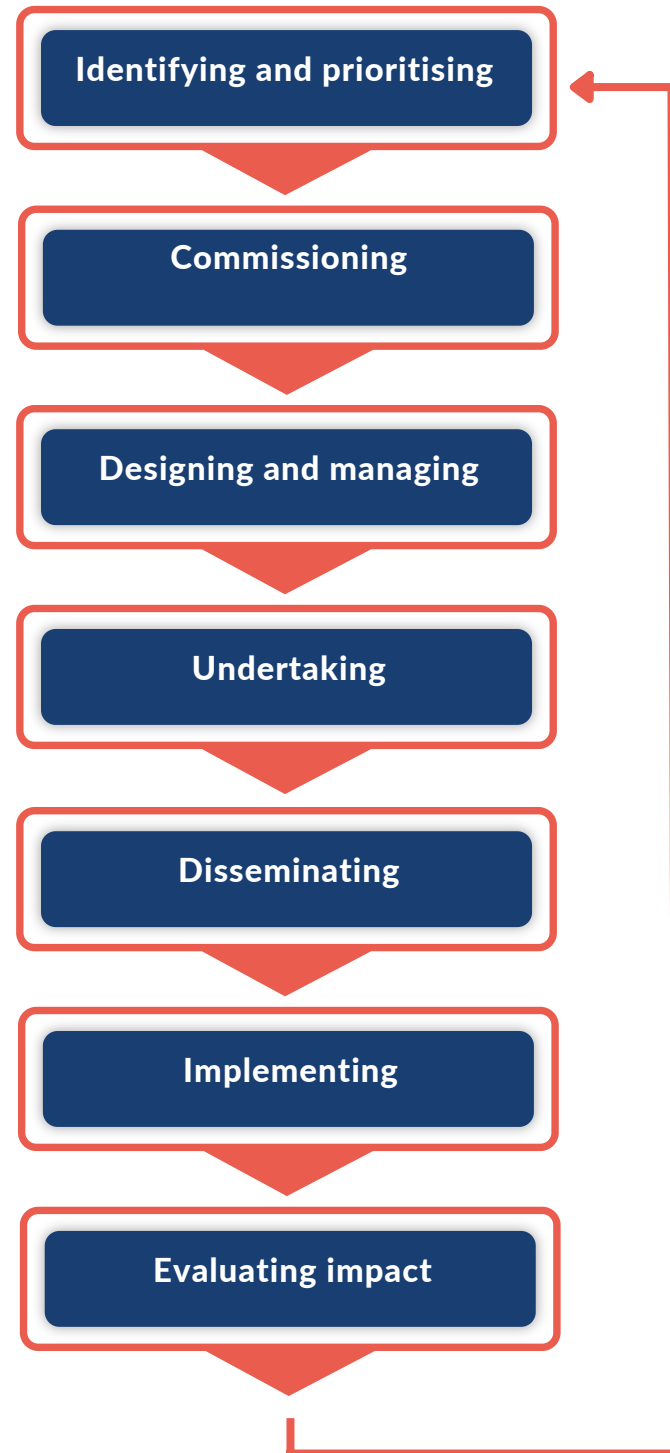 Identifying and prioritising
Commissioning
Designing and managing
Undertaking
Disseminating
Implementing
Evaluating impact